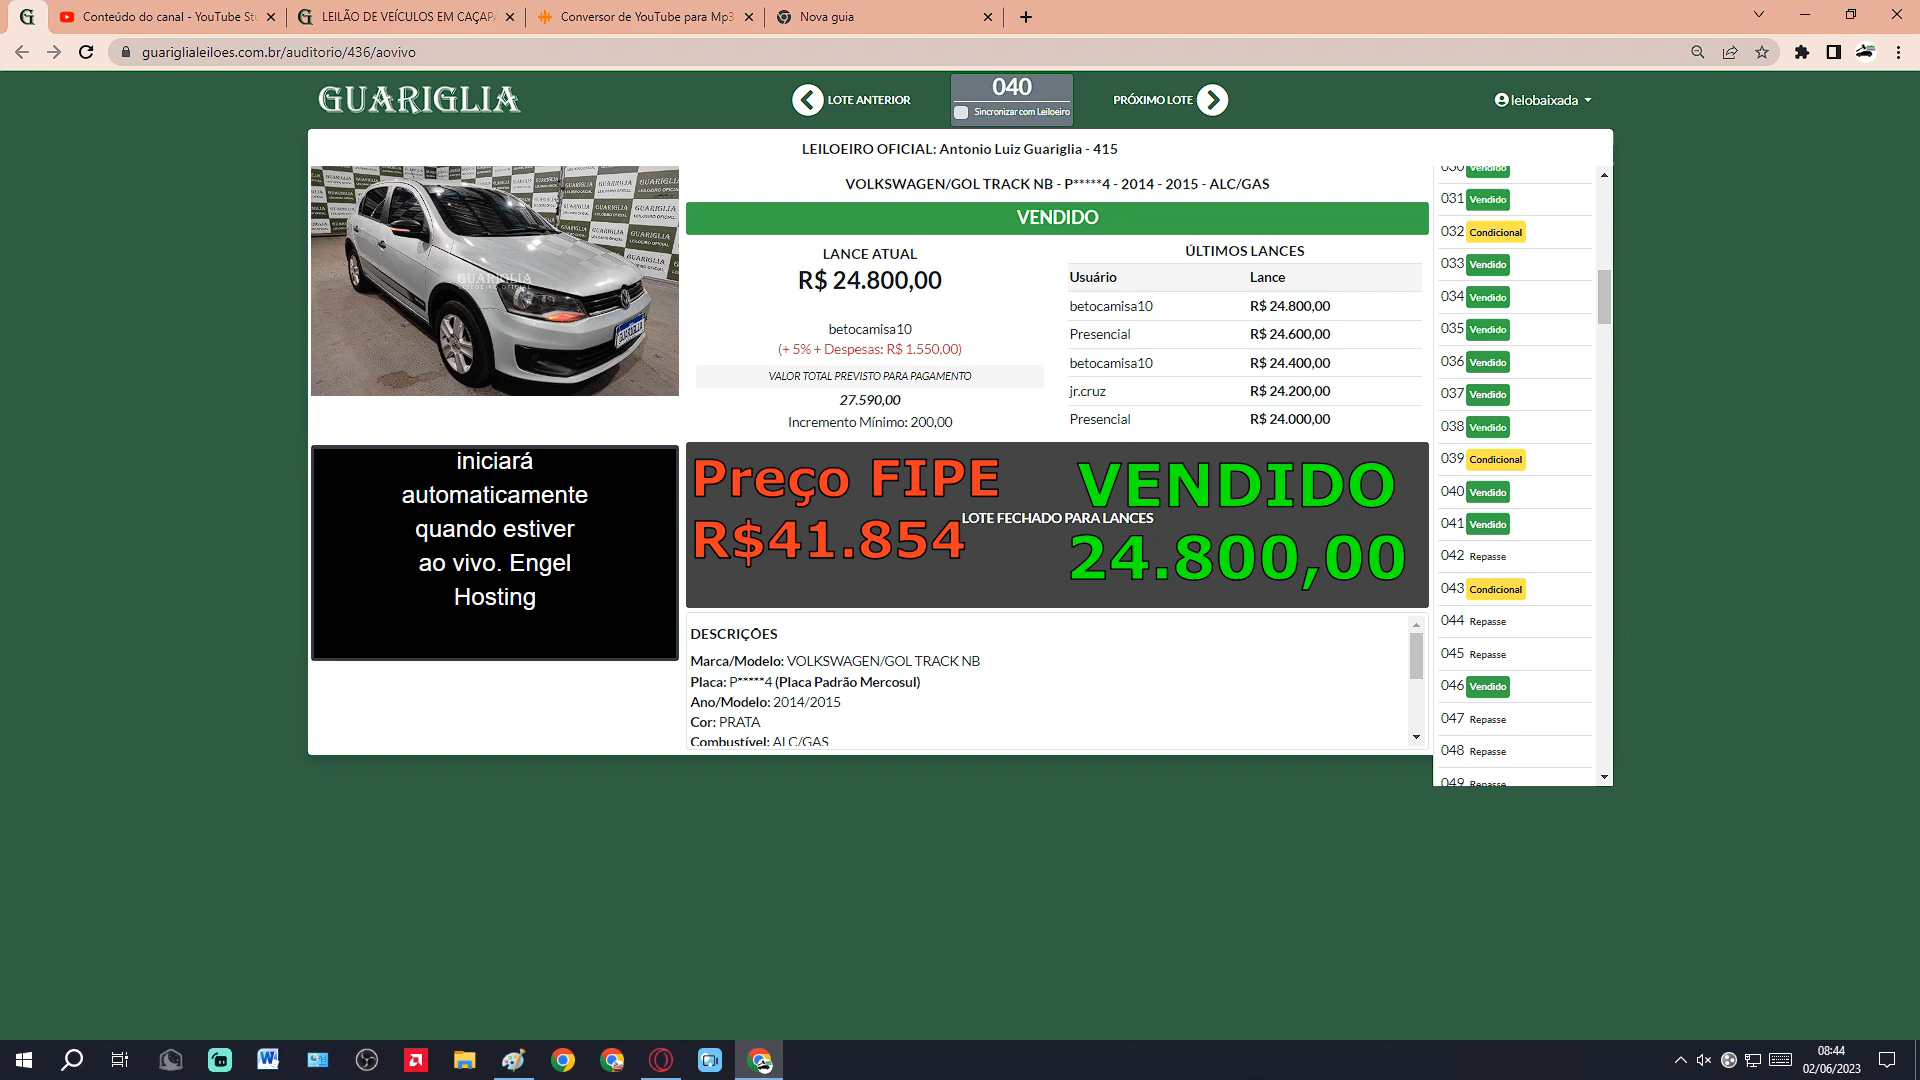 Conteúdo do canal - YouTube St
LEILÃO DE VEÍCULOS EM CAÇAPA
Conversor de YouTube para Mp3
Nova guia
guariglialeiloes.com.br/auditorio/436/aovivo
GUARIGLIA
LOTE ANTERIOR
040
Sincronizar com Leiloeiro
PRÓXIMO LOTE
lelobaixada
LEILOEIRO OFICIAL: Antonio Luiz Guariglia - 415
VOLKSWAGEN/GOL TRACK NB - P*****4 - 2014 - 2015 - ALC/GAS
VENDIDO
LANCE ATUAL
R$ 24.800,00
betocamisa10
(+ 5% + Despesas: R$ 1.550,00)
VALOR TOTAL PREVISTO PARA PAGAMENTO
27.590,00
Incremento Mínimo: 200,00
ÚLTIMOS LANCES
Usuário Lance
betocamisa10 R$ 24.800,00
Presencial R$ 24.600,00
betocamisa10 R$ 24.400,00
jr.cruz R$ 24.200,00
Presencial R$ 24.000,00
iniciará
automaticamente
quando estiver
ao vivo. Engel
Hosting
Preço FIPE
R$41.854
LOTE FECHADO PARA LANCES
VENDIDO
24.800,00
DESCRIÇÕES
Marca/Modelo: VOLKSWAGEN/GOL TRACK NB
Placa: P*****4 (Placa Padrão Mercosul)
Ano/Modelo: 2014/2015
Cor: PRATA
Combustível: ALC/GAS
030 Vendido
031 Vendido
032 Condicional
033 Vendido
034 Vendido
035 Vendido
036 Vendido
037 Vendido
038 Vendido
039 Condicional
040 Vendido
041 Vendido
042 Repasse
043 Condicional
044 Repasse
045 Repasse
046 Vendido
047 Repasse
048 Repasse
049 Repasse
GUARIGLIA
LEILOEIRO OFICIAL
GUARIGLIA
08:44
02/06/2023